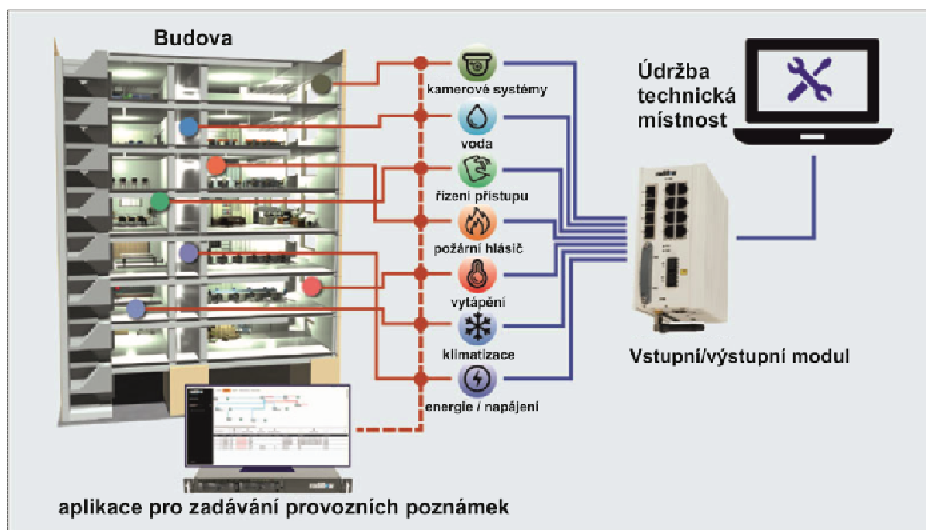 Budova
kamerové systémy
voda
řízení přístupu
požární hlásič
vytápění
klimatizace
energie / napájení
Údržba
technická
místnost
Vstupní/výstupní modul
aplikace pro zadávání provozních poznámek